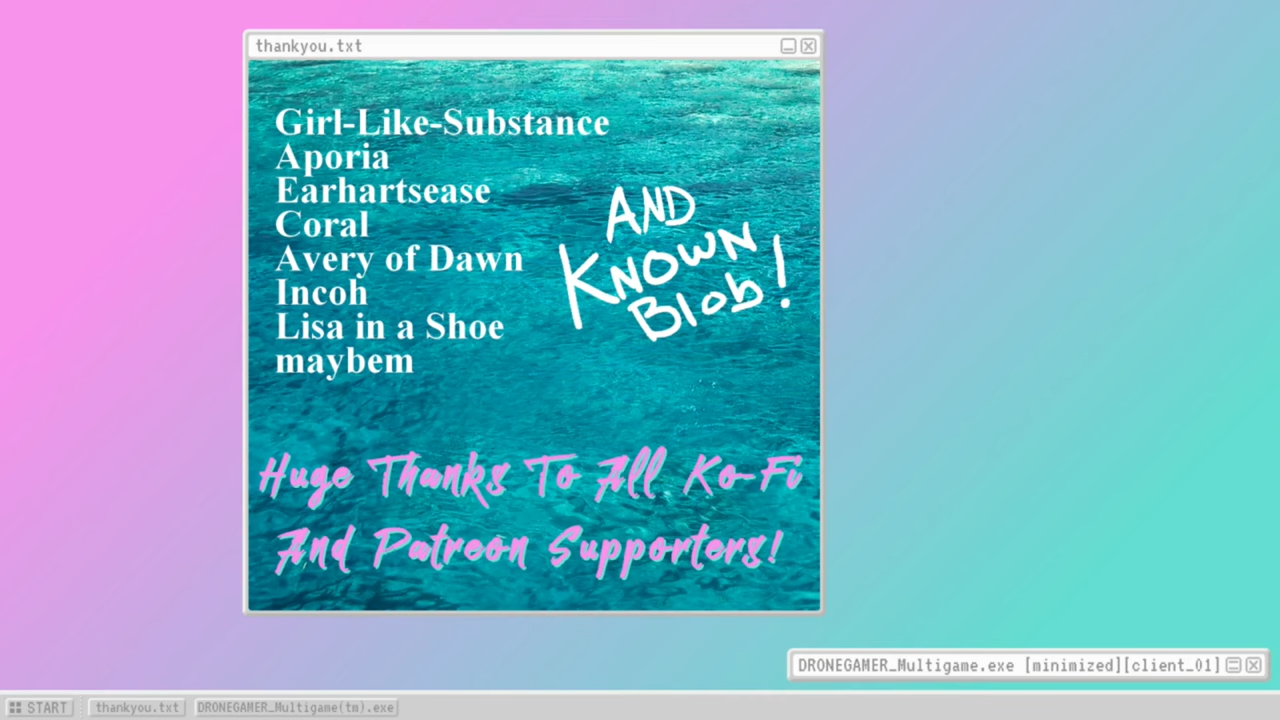 thankyou.txt
Girl-Like-Substance
Aporia
Earhartsease
Coral
Avery of Dawn
Incoh
Lisa in a Shoe
maybem
AND
KNOWN
Blob!
Huge Thanks To All Ko-Fi
And Patreon Supporters!
DRONEGAMER_Multigame.exe [minimized][client_01]
START
thankyou.txt
DRONEGAMER_Multigame(tm).exe